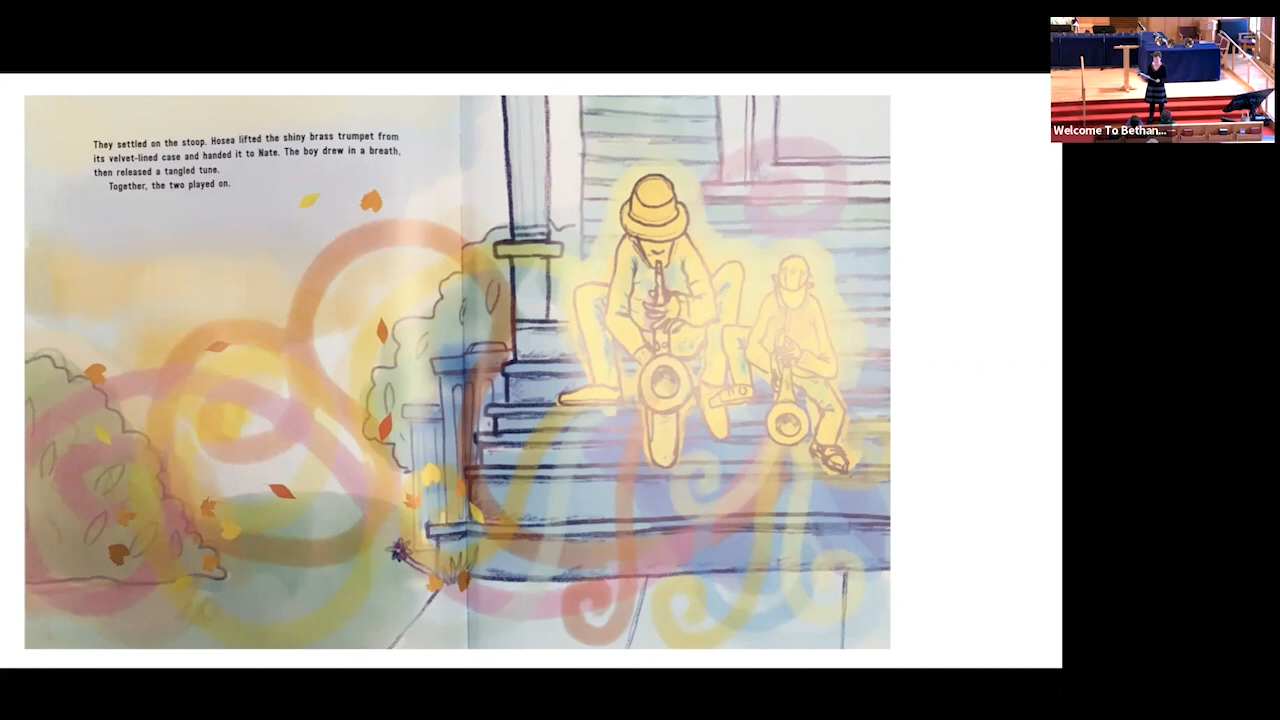 They settled on the stoop. Hosea lifted the shiny brass trumpet from
its velvet-lined case and handed it to Nate. The boy drew in a breath,
then released a tangled tune.
Together, the two played on.
Welcome To Bethan...